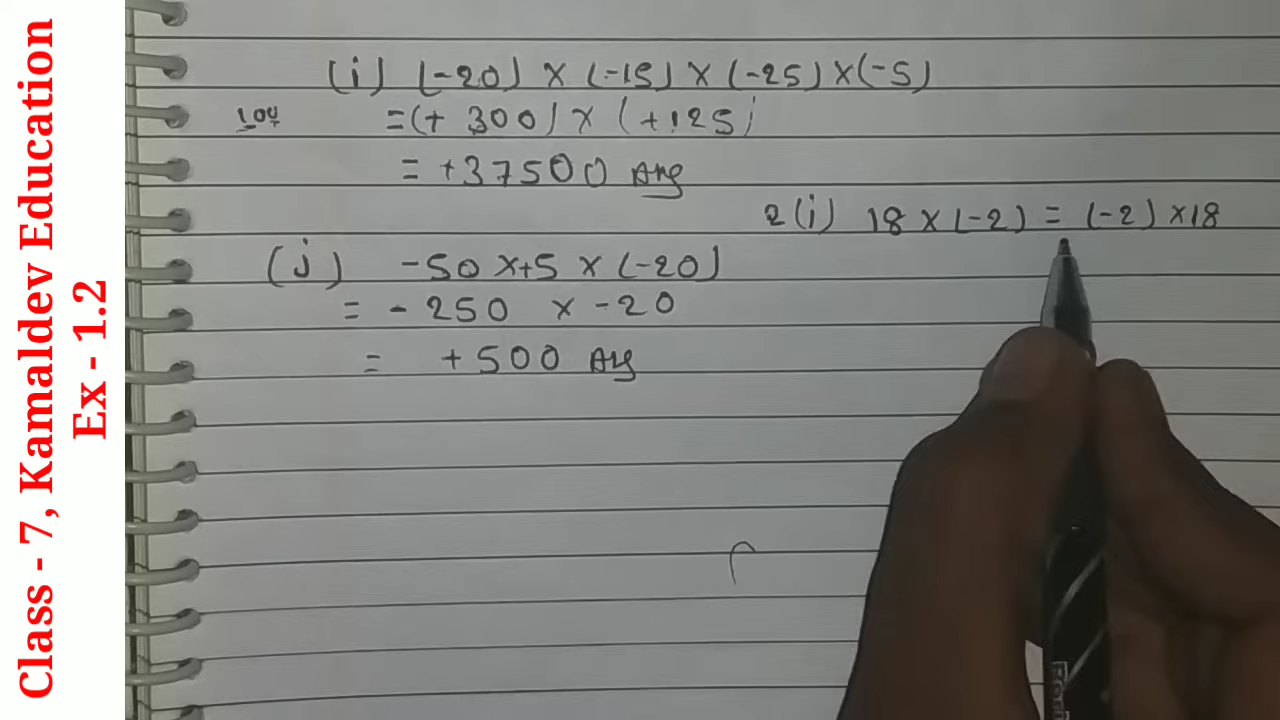 Class - 7, Kamaldev Education
Ex - 1.2
(i) (-20) × (-15) × (-25) × (-5)
= (+ 300) × (+125)
= +37500 Ans
2(i) 18 × (-2) = (-2) × 18
(j) -50 × +5 × (-20)
= - 250 × -20
= +500 Ans